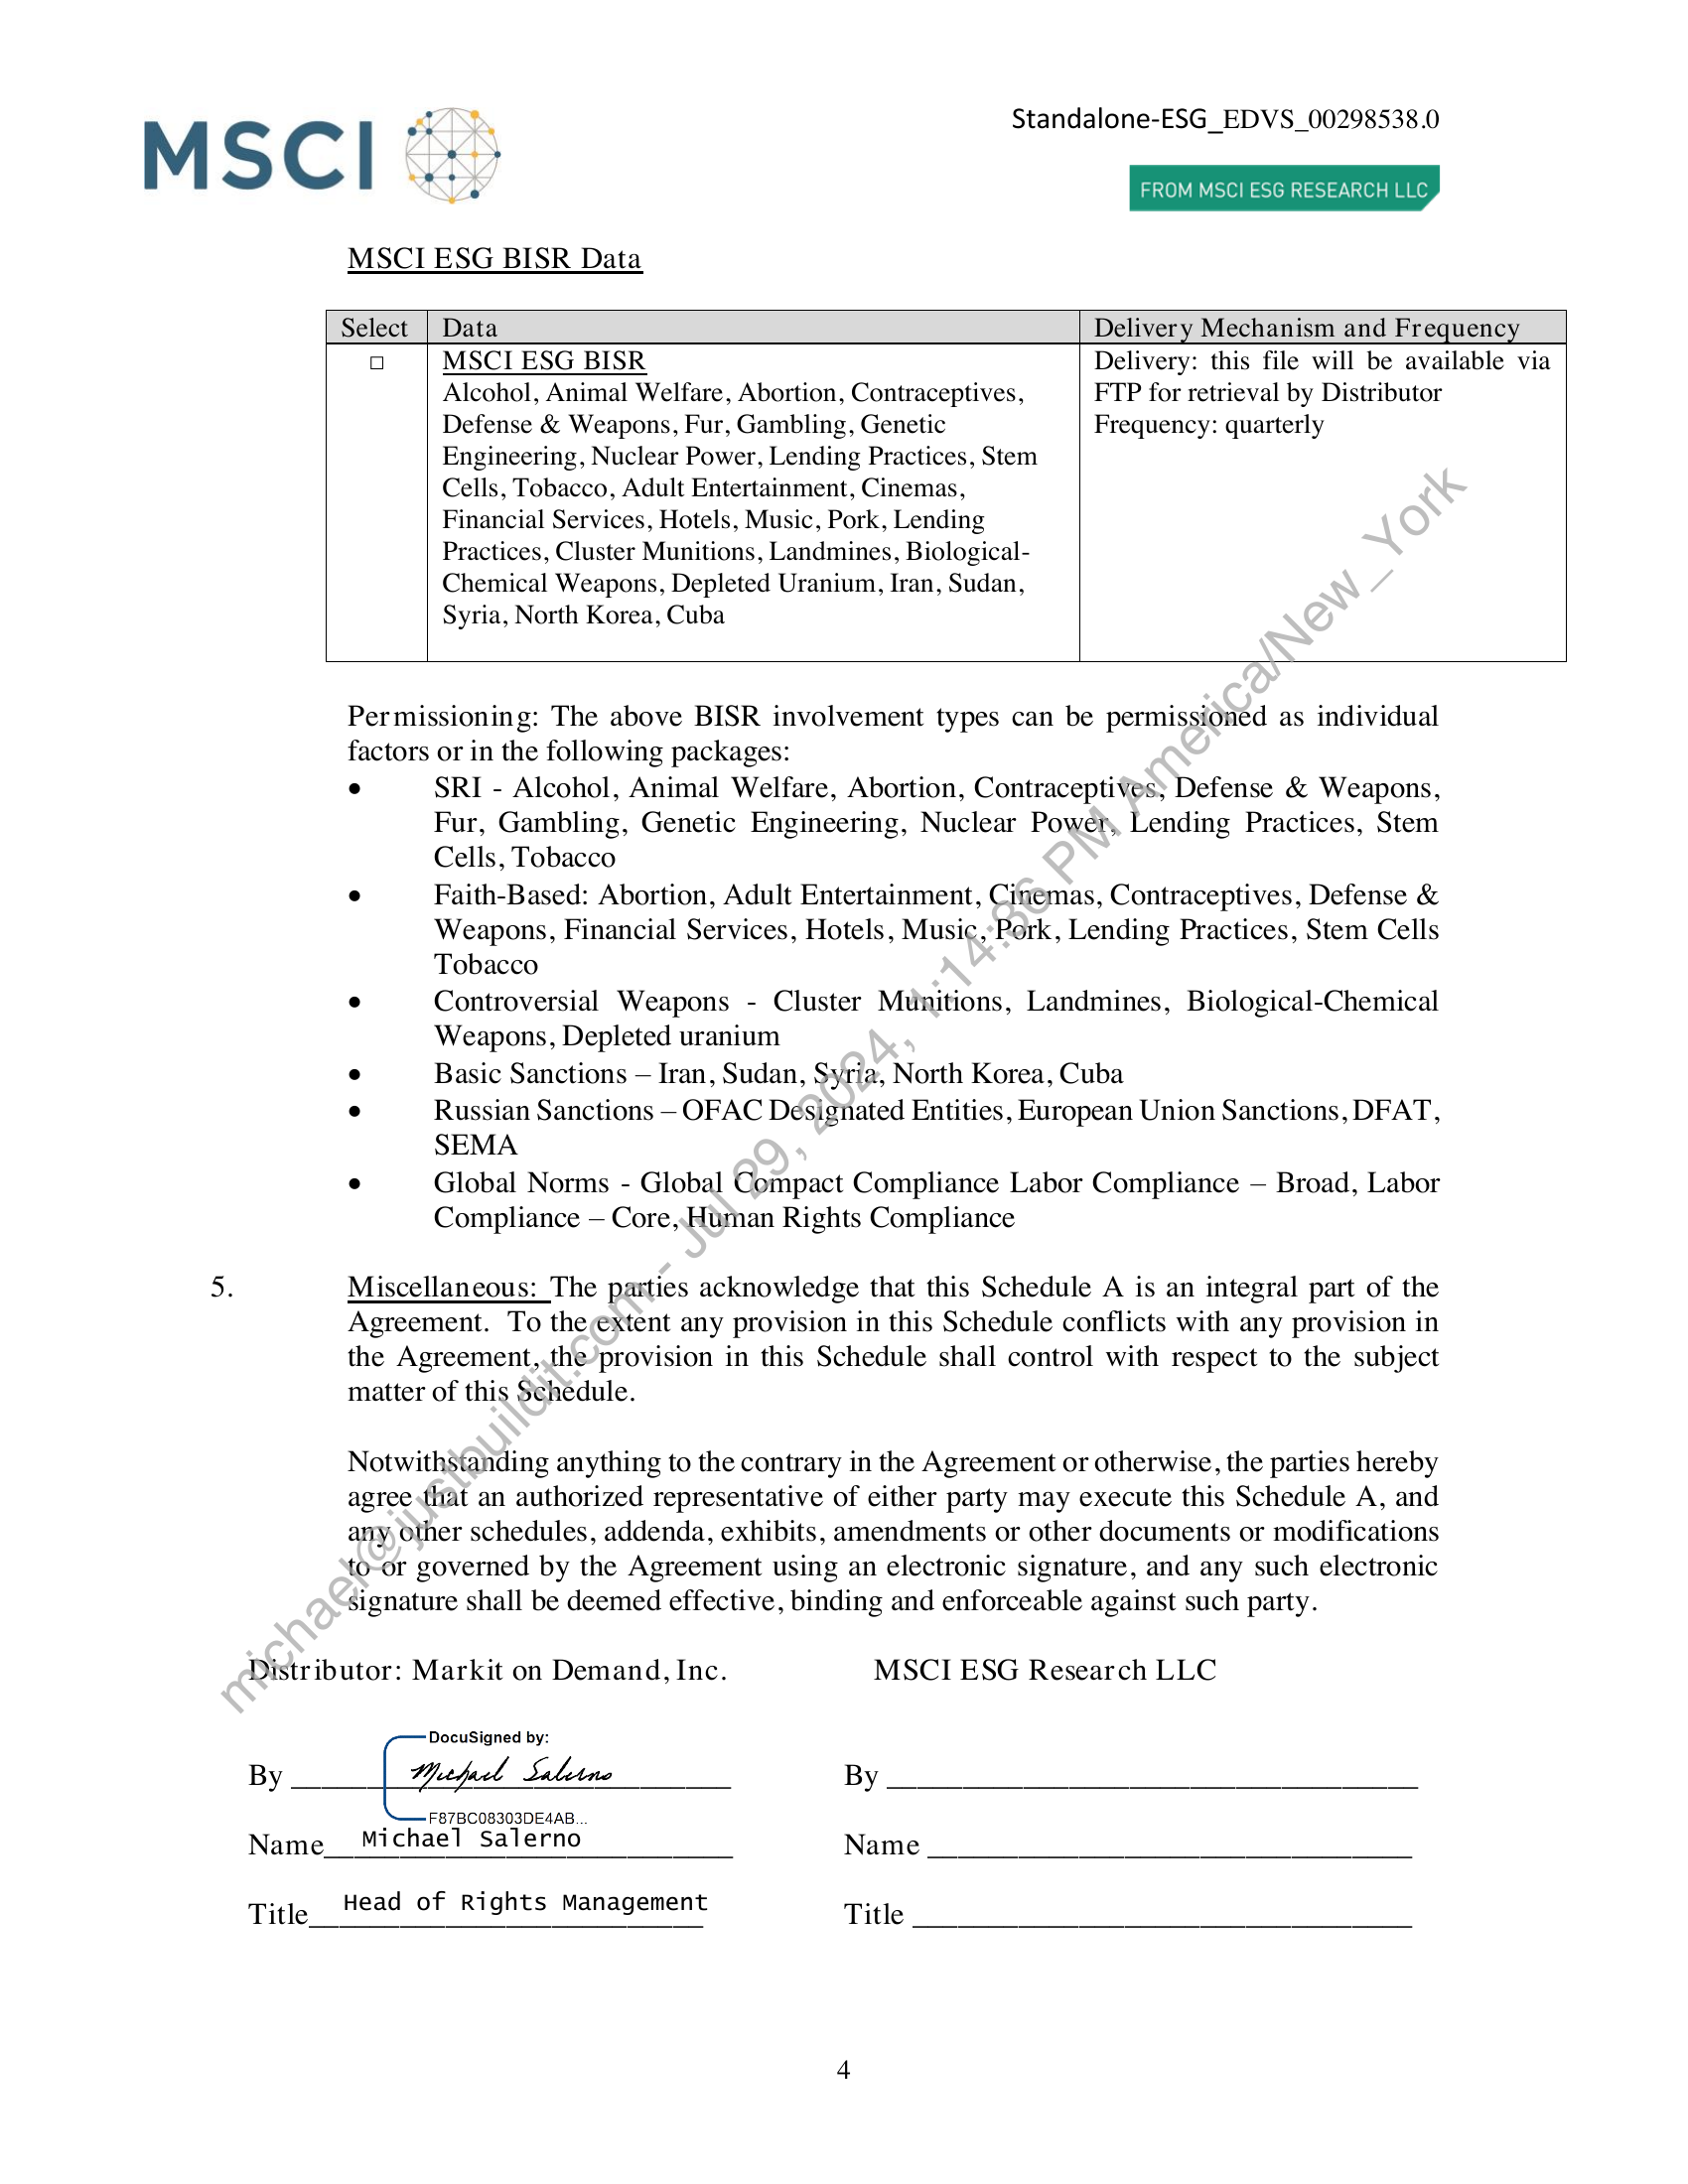 MSCI
Standalone-ESG_EDVS_00298538.0
FROM MSCI ESG RESEARCH LLC
MSCI ESG BISR Data
Select Data Delivery Mechanism and Frequency
□ MSCI ESG BISR
Alcohol, Animal Welfare, Abortion, Contraceptives,
Defense & Weapons, Fur, Gambling, Genetic
Engineering, Nuclear Power, Lending Practices, Stem
Cells, Tobacco, Adult Entertainment, Cinemas,
Financial Services, Hotels, Music, Pork, Lending
Practices, Cluster Munitions, Landmines, Biological-
Chemical Weapons, Depleted Uranium, Iran, Sudan,
Syria, North Korea, Cuba
Delivery: this file will be available via
FTP for retrieval by Distributor
Frequency: quarterly
Permissioning: The above BISR involvement types can be permissioned as individual
factors or in the following packages:
• SRI - Alcohol, Animal Welfare, Abortion, Contraceptives, Defense & Weapons,
Fur, Gambling, Genetic Engineering, Nuclear Power, Lending Practices, Stem
Cells, Tobacco
• Faith-Based: Abortion, Adult Entertainment, Cinemas, Contraceptives, Defense &
Weapons, Financial Services, Hotels, Music, Pork, Lending Practices, Stem Cells
Tobacco
• Controversial Weapons - Cluster Munitions, Landmines, Biological-Chemical
Weapons, Depleted uranium
• Basic Sanctions – Iran, Sudan, Syria, North Korea, Cuba
• Russian Sanctions – OFAC Designated Entities, European Union Sanctions, DFAT,
SEMA
• Global Norms - Global Compact Compliance Labor Compliance – Broad, Labor
Compliance – Core, Human Rights Compliance
5. Miscellaneous: The parties acknowledge that this Schedule A is an integral part of the
Agreement. To the extent any provision in this Schedule conflicts with any provision in
the Agreement, the provision in this Schedule shall control with respect to the subject
matter of this Schedule.
Notwithstanding anything to the contrary in the Agreement or otherwise, the parties hereby
agree that an authorized representative of either party may execute this Schedule A, and
any other schedules, addenda, exhibits, amendments or other documents or modifications
to or governed by the Agreement using an electronic signature, and any such electronic
signature shall be deemed effective, binding and enforceable against such party.
michael@justbuildit.com - Jul 29, 2024, 1:14:36 PM America/New_York
Distributor: Markit on Demand, Inc. MSCI ESG Research LLC
DocuSigned by:
By Michael Salerno By
F87BC08303DE4AB...
Name Michael Salerno Name
Title Head of Rights Management Title
4